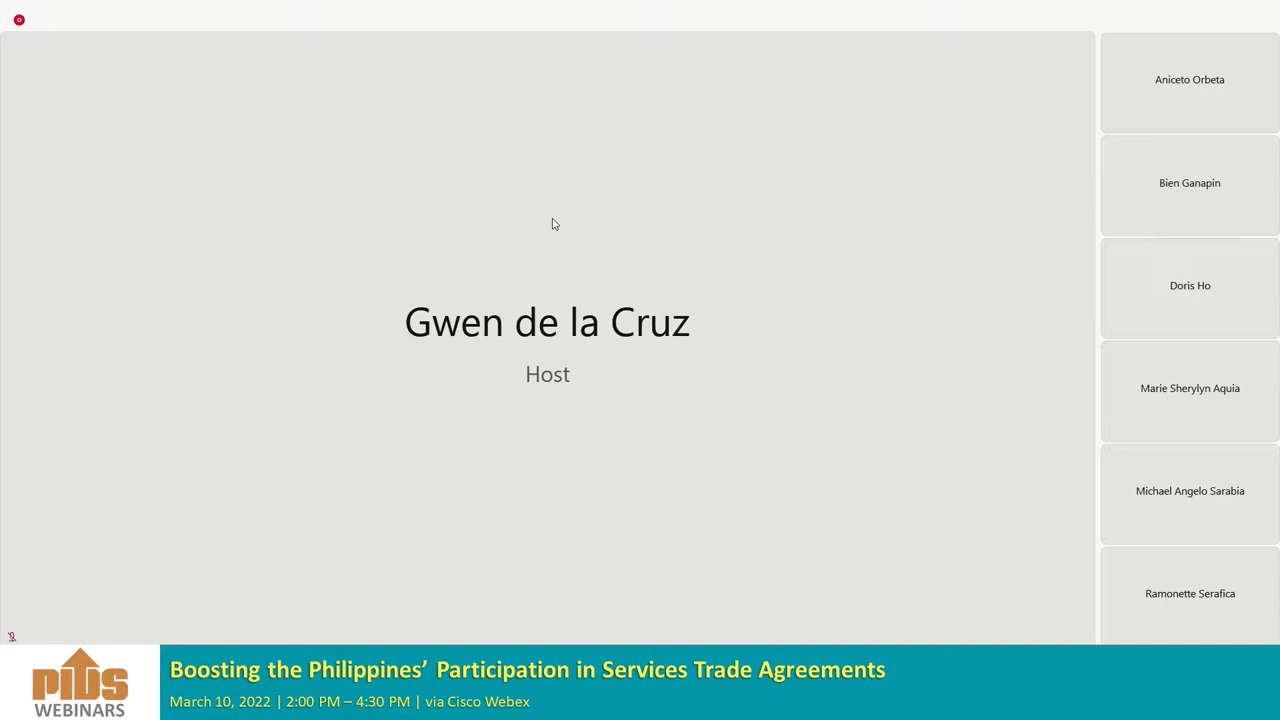 Gwen de la Cruz
Host
Aniceto Orbeta
Bien Ganapin
Doris Ho
Marie Sherylyn Aquia
Michael Angelo Sarabia
Ramonette Serafica
PIDS
WEBINARS
Boosting the Philippines’ Participation in Services Trade Agreements
March 10, 2022 | 2:00 PM – 4:30 PM | via Cisco Webex